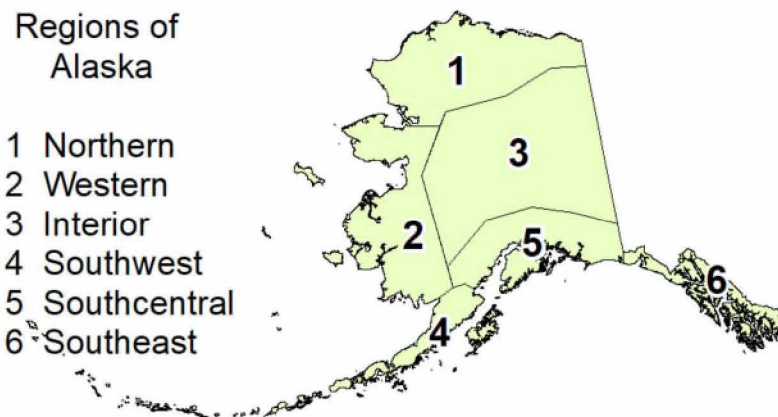 Regions of
Alaska
1 Northern
2 Western
3 Interior
4 Southwest
5 Southcentral
6 Southeast
1
3
2
5
6
4